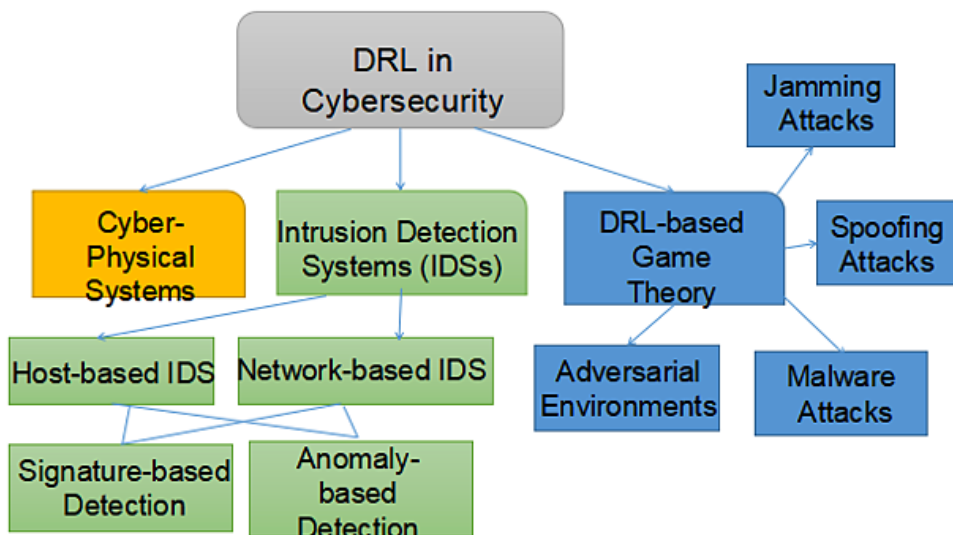 DRL in
Cybersecurity
Jamming
Attacks
Cyber-
Physical
Systems
Intrusion Detection
Systems (IDSs)
DRL-based
Game
Theory
Spoofing
Attacks
Host-based IDS
Network-based IDS
Adversarial
Environments
Malware
Attacks
Signature-based
Detection
Anomaly-
based
Detection